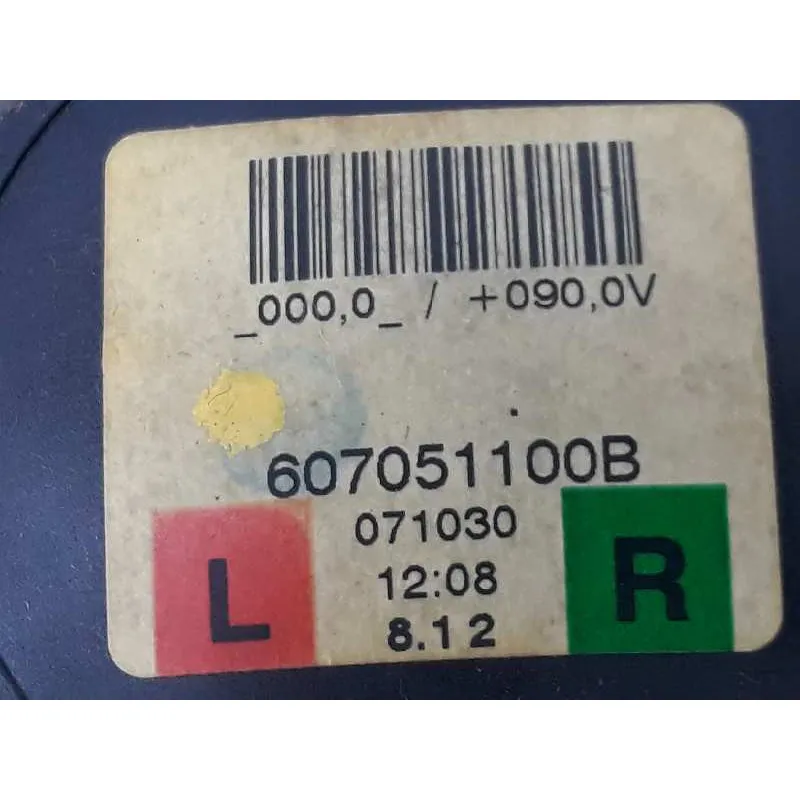 _000,0_ / +090,0V
607051100B
071030
12:08
L 8.12 R